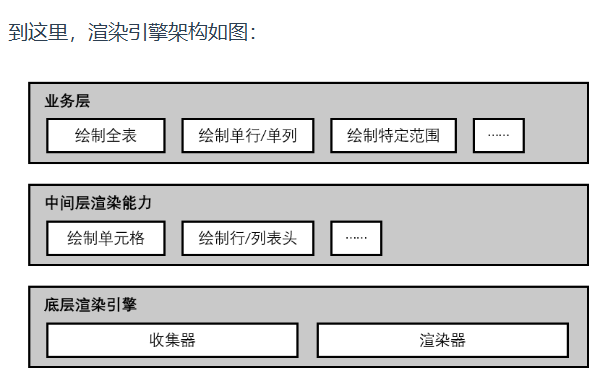 到这里，渲染引擎架构如图：
业务层
绘制全表 绘制单行/单列 绘制特定范围 ……
中间层渲染能力
绘制单元格 绘制行/列表头 ……
底层渲染引擎
收集器 渲染器